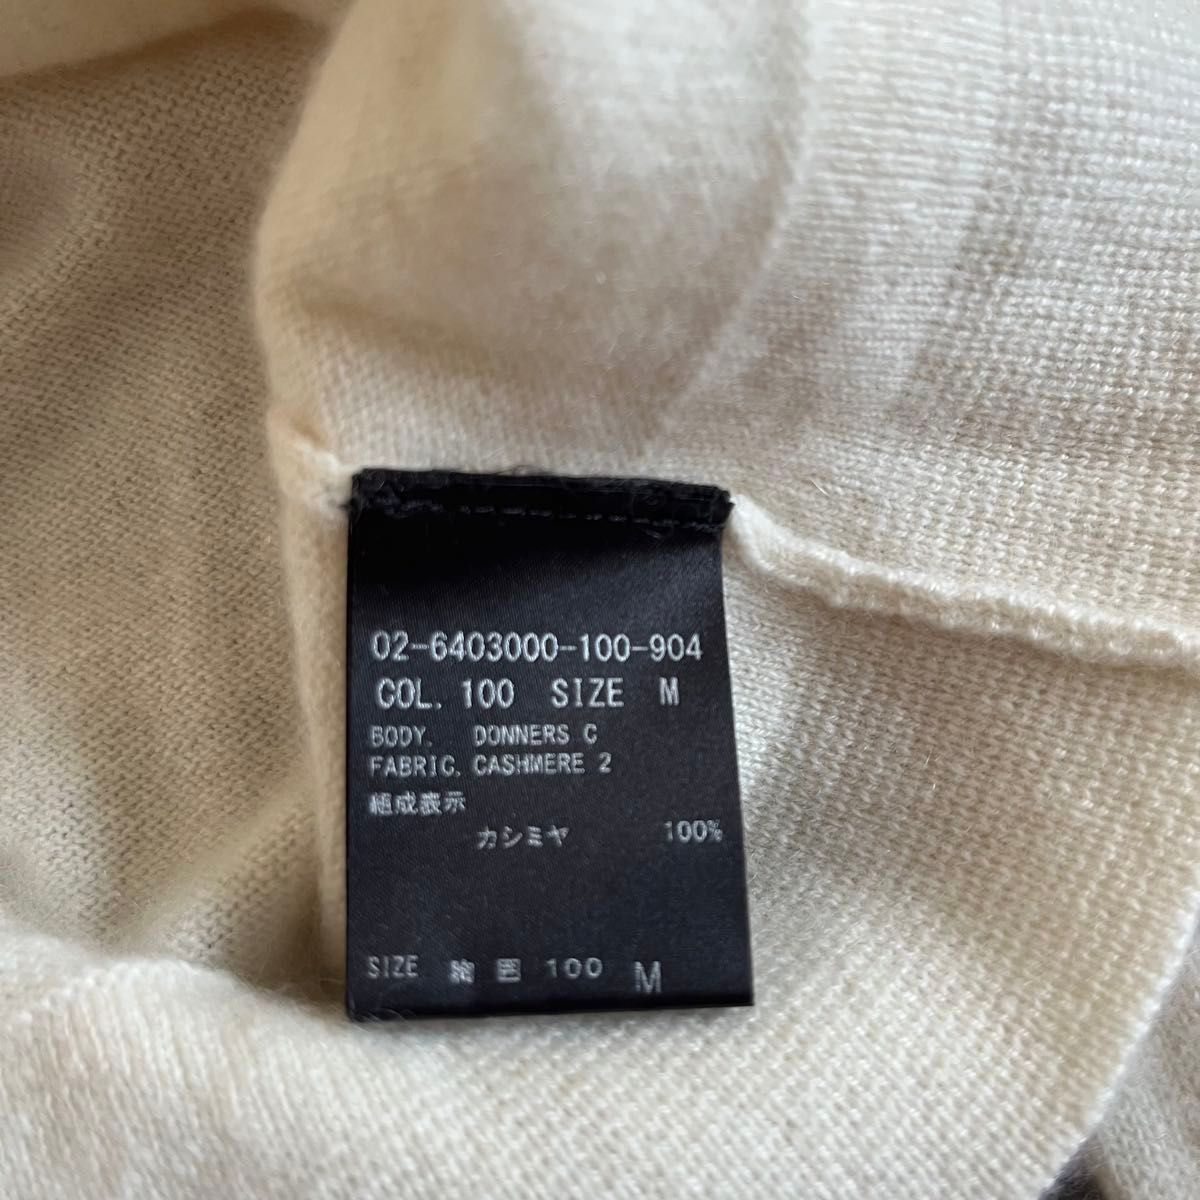 02-6403000-100-904
COL. 100 SIZE M
BODY. DONNERS C
FABRIC. CASHMERE 2
組成表示
カシミヤ 100%
SIZE 胸囲 100 M